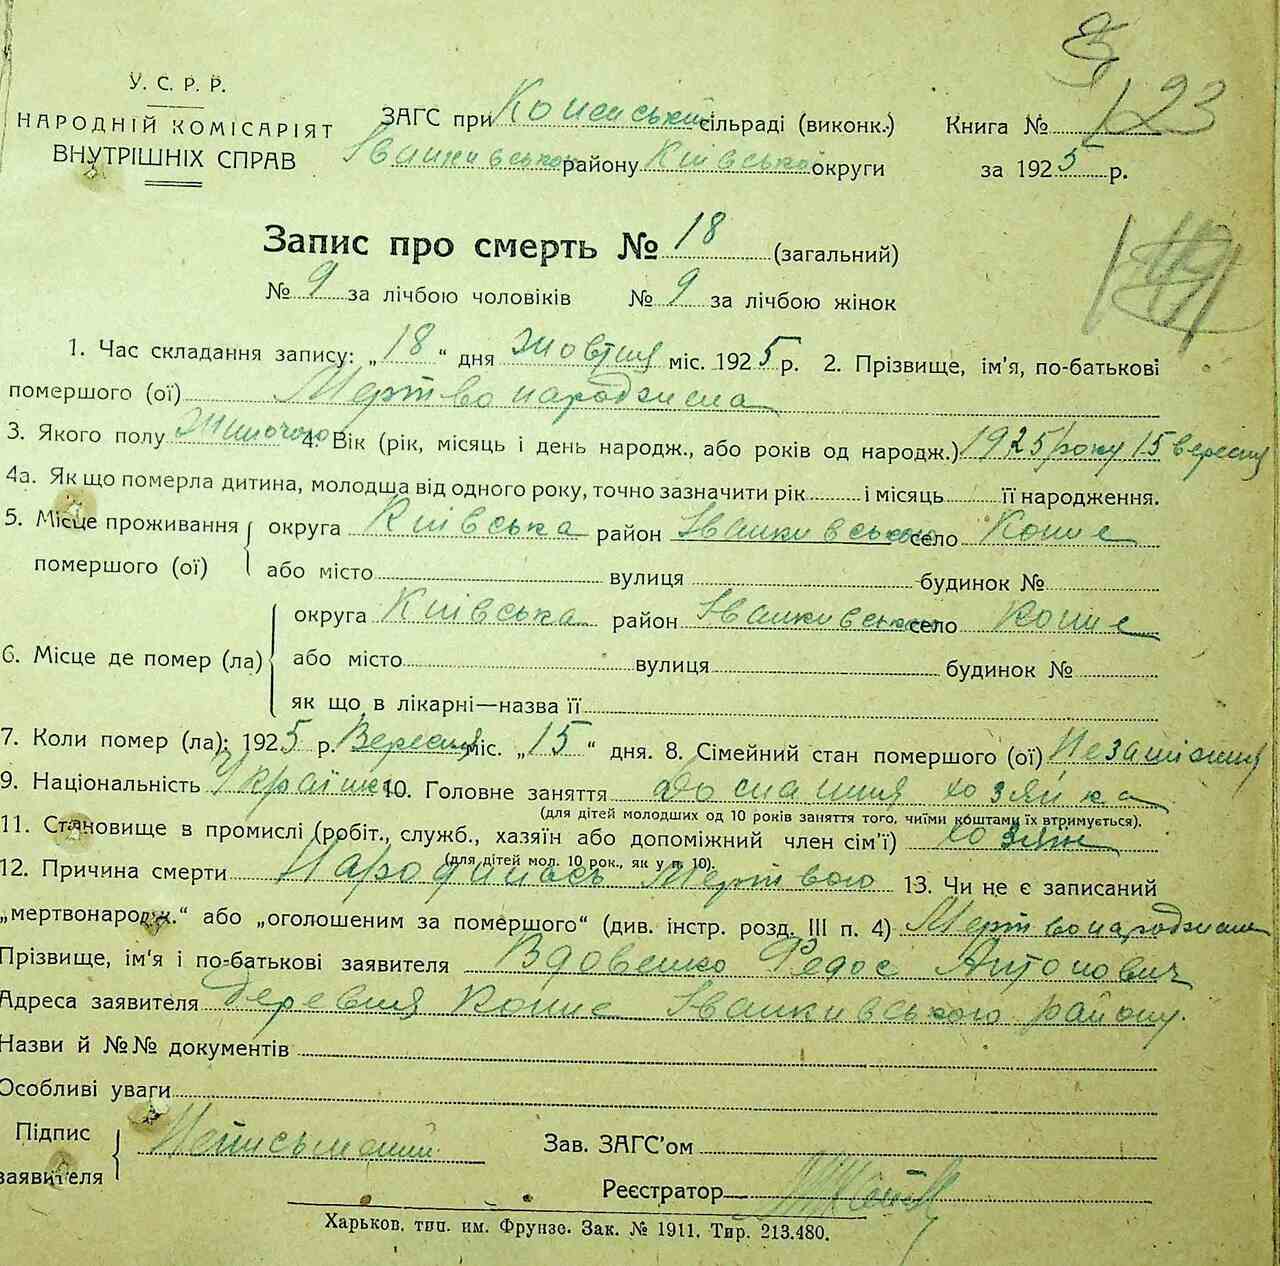 У. С. Р. Р.
НАРОДНІЙ КОМІСАРІЯТ
ВНУТРІШНІХ СПРАВ
ЗАГС при сільраді (виконк.)
Іванківського району Київської округи
Книга № 123
за 1925 р.
Запис про смерть № 18 (загальний)
№ 9 за лічбою чоловіків № 9 за лічбою жінок
1. Час складання запису: „18“ дня Жовтня міс. 1925 р. 2. Прізвище, ім'я, по-батькові
помершого (ої) Мертвонароджена
3. Якого полу Жиночого 4. Вік (рік, місяць і день народж., або років од народж.) 1925 року 15 вересня
4а. Як що померла дитина, молодша від одного року, точно зазначити рік і місяць її народження.
5. Місце проживання помершого (ої) округа Київська район Іванківського село
або місто вулиця будинок №
6. Місце де помер (ла) округа Київська район Іванківського село
або місто вулиця будинок №
як що в лікарні—назва її
7. Коли помер (ла): 1925 р. Вересня міс. „15“ дня. 8. Сімейний стан помершого (ої) Незаміжня
9. Національність Українка 10. Головне заняття Домашня хозяйка
(для дітей молодших од 10 років заняття того, чиїми коштами їх втримується).
11. Становище в промислі (робіт., служб., хазяїн або допоміжний член сім'ї) хозяїн
(для дітей мол. 10 рок., як у п. 10).
12. Причина смерти Народилась Мертвою 13. Чи не є записаний
„мертвонародж.“ або „оголошеним за помершого“ (див. інстр. розд. III п. 4) Мертвонароджена
Прізвище, ім'я і по-батькові заявителя Вдовенко Федос Антонович
Адреса заявителя деревня Іванківського району.
Назви й №№ документів
Особливі уваги
Підпис заявителя Неписьменний
Зав. ЗАГС'ом
Реєстратор
Харьков, тип. им. Фрунзе. Зак. № 1911. Тир. 213.480.